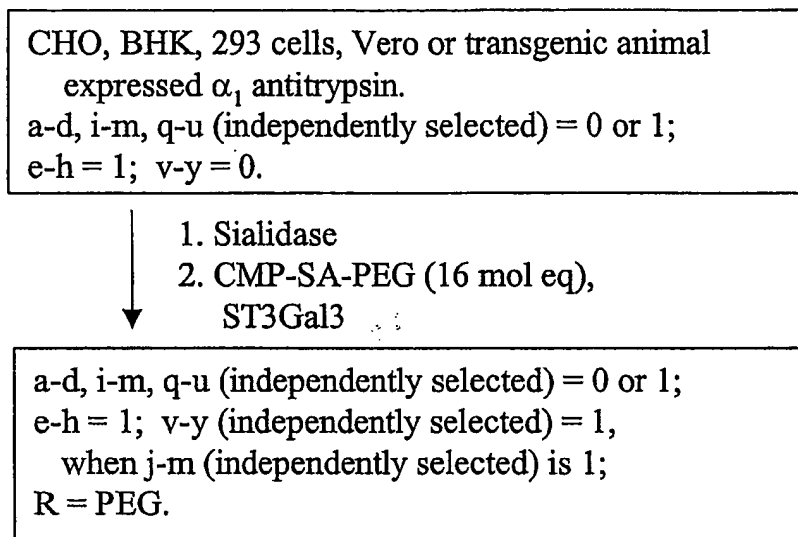 CHO, BHK, 293 cells, Vero or transgenic animal
expressed α₁ antitrypsin.
a-d, i-m, q-u (independently selected) = 0 or 1;
e-h = 1; v-y = 0.
1. Sialidase
2. CMP-SA-PEG (16 mol eq),
ST3Gal3
a-d, i-m, q-u (independently selected) = 0 or 1;
e-h = 1; v-y (independently selected) = 1,
when j-m (independently selected) is 1;
R = PEG.